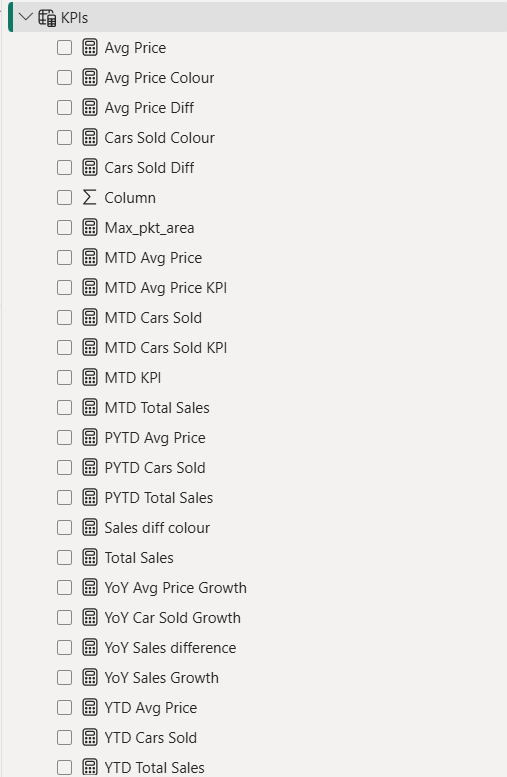 KPIs
Avg Price
Avg Price Colour
Avg Price Diff
Cars Sold Colour
Cars Sold Diff
Column
Max_pkt_area
MTD Avg Price
MTD Avg Price KPI
MTD Cars Sold
MTD Cars Sold KPI
MTD KPI
MTD Total Sales
PYTD Avg Price
PYTD Cars Sold
PYTD Total Sales
Sales diff colour
Total Sales
YoY Avg Price Growth
YoY Car Sold Growth
YoY Sales difference
YoY Sales Growth
YTD Avg Price
YTD Cars Sold
YTD Total Sales